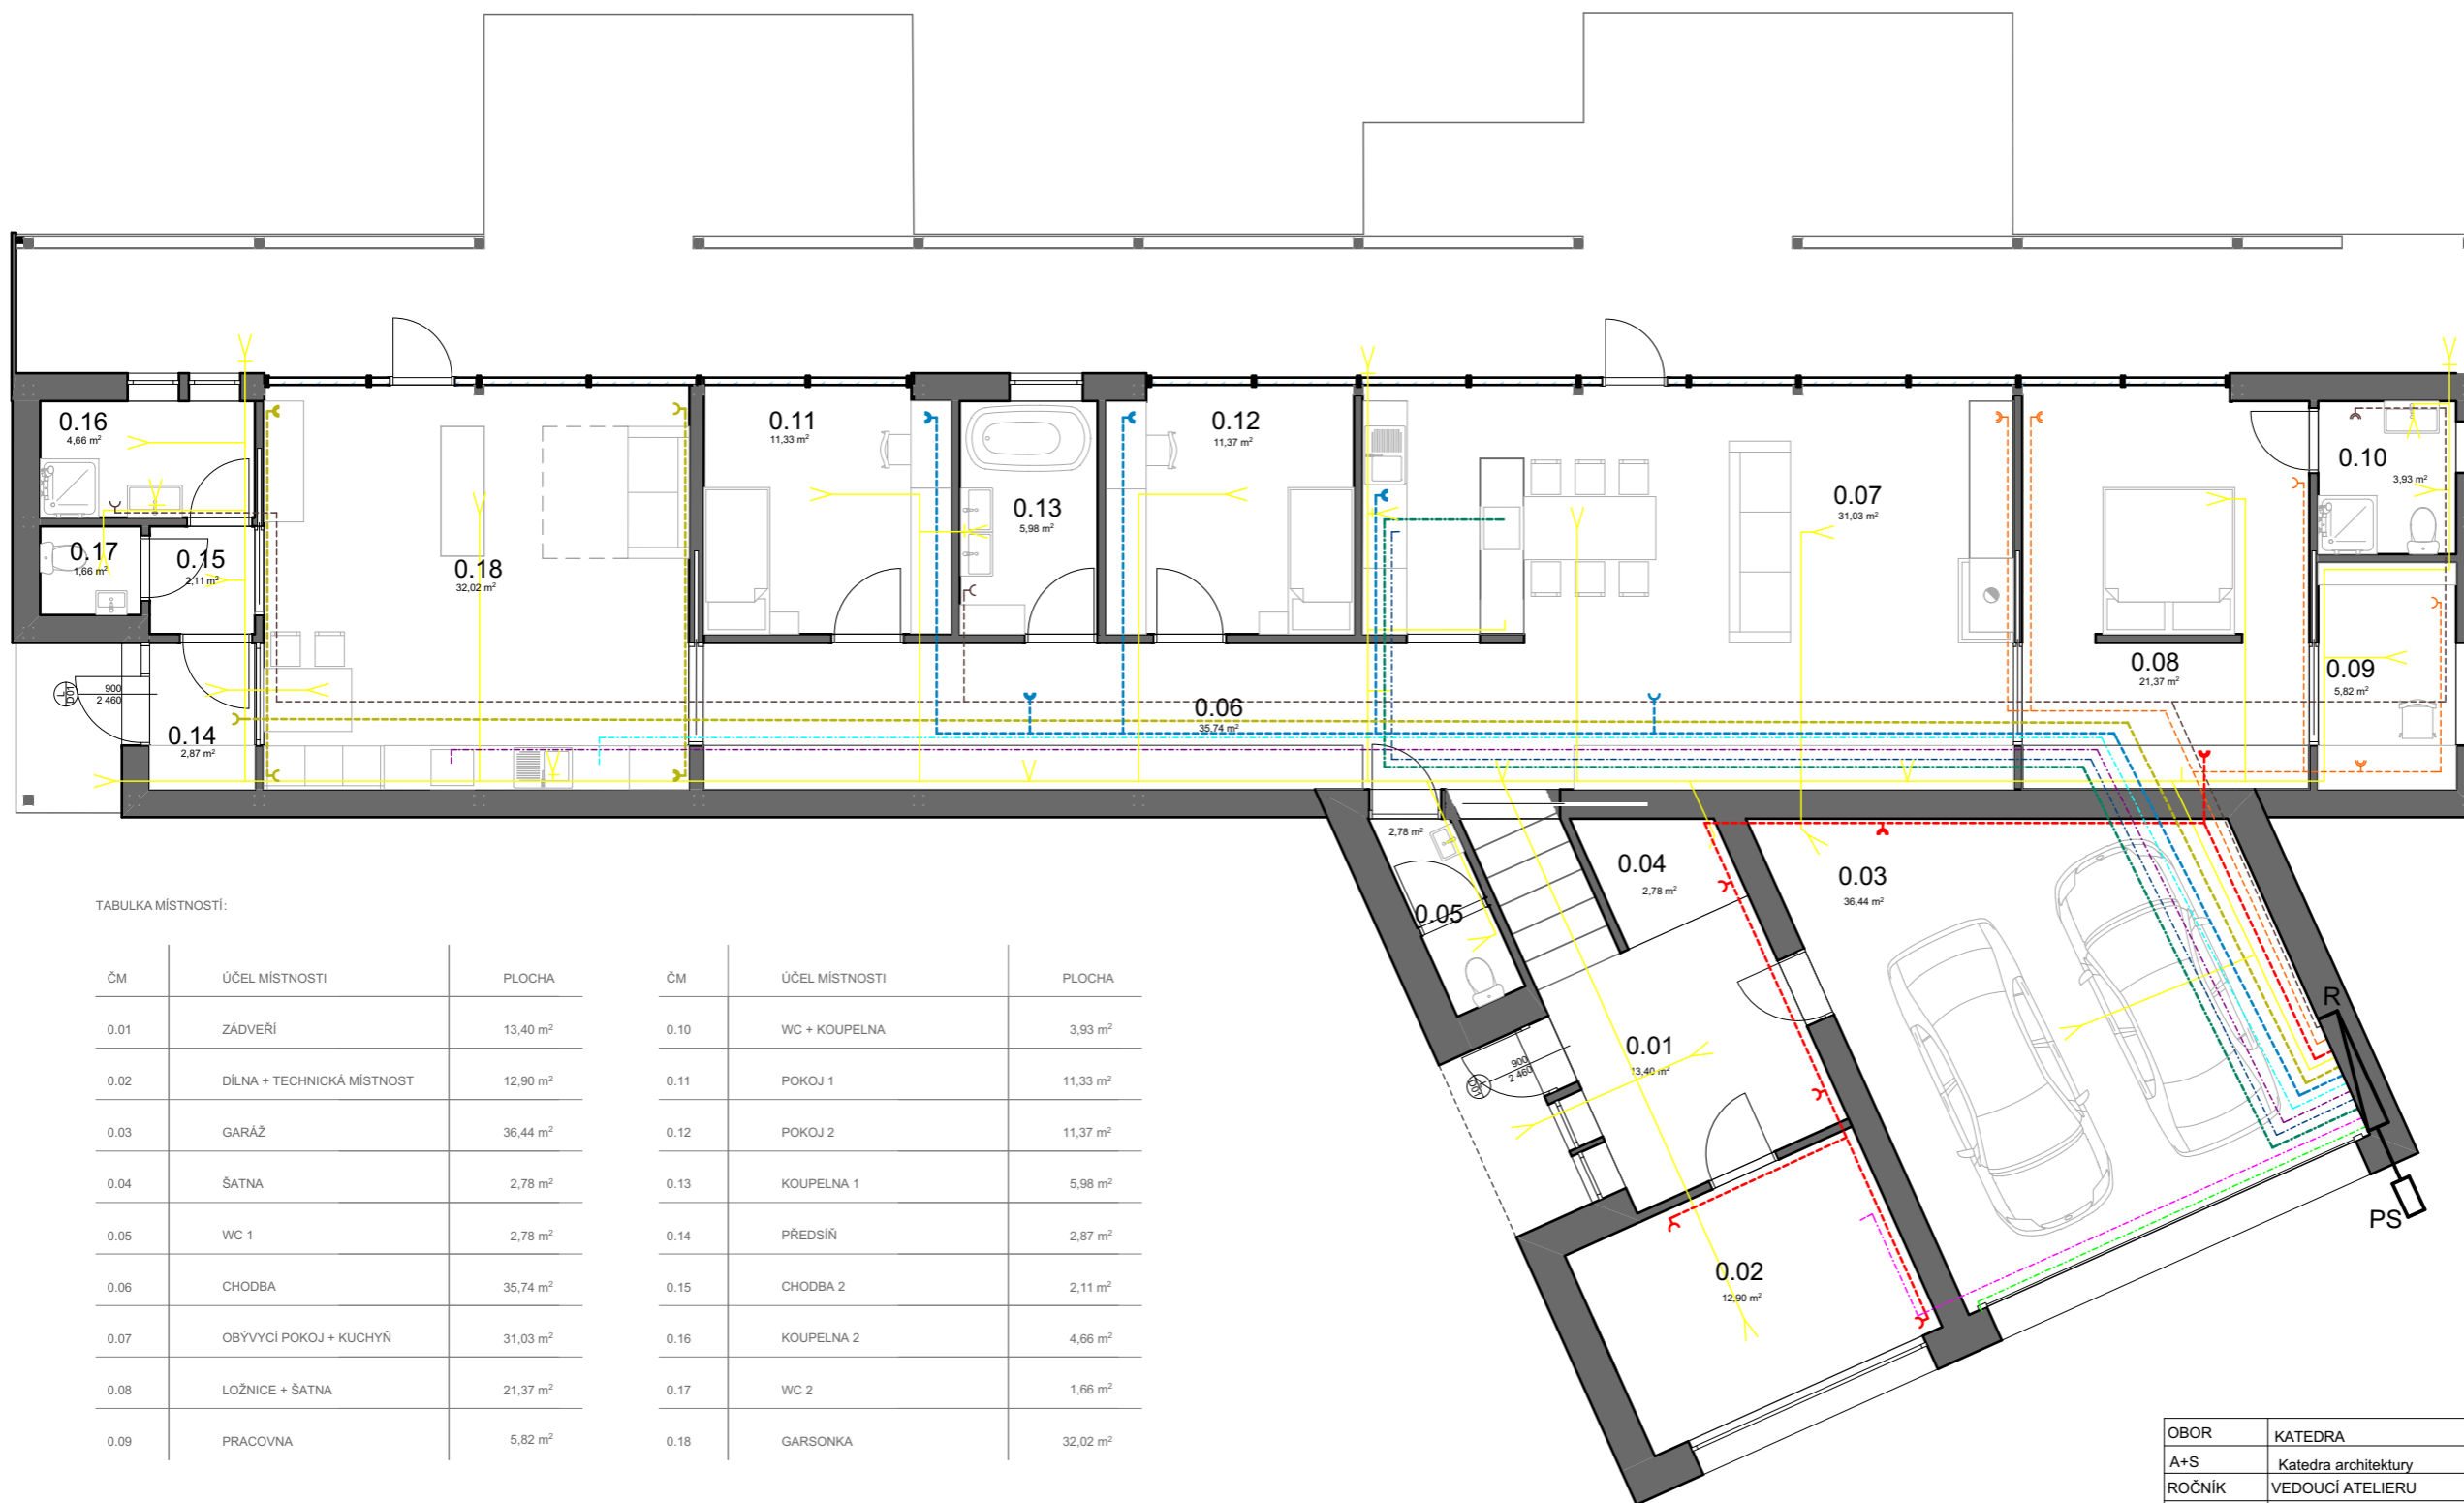 0.16
4,66 m²
0.17
1,66 m²
0.15
2,11 m²
0.18
32,02 m²
0.11
11,33 m²
0.13
5,98 m²
0.12
11,37 m²
0.07
31,03 m²
0.10
3,93 m²
0.08
21,37 m²
0.09
5,82 m²
0.06
35,74 m²
0.14
2,87 m²
L
D01
900
2 460
2,78 m²
0.05
0.04
2,78 m²
0.03
36,44 m²
0.01
13,40 m²
L
D01
900
2 460
0.02
12,90 m²
R
PS
TABULKA MÍSTNOSTÍ:
ČM ÚČEL MÍSTNOSTI PLOCHA
0.01 ZÁDVEŘÍ 13,40 m²
0.02 DÍLNA + TECHNICKÁ MÍSTNOST 12,90 m²
0.03 GARÁŽ 36,44 m²
0.04 ŠATNA 2,78 m²
0.05 WC 1 2,78 m²
0.06 CHODBA 35,74 m²
0.07 OBÝVYCÍ POKOJ + KUCHYŇ 31,03 m²
0.08 LOŽNICE + ŠATNA 21,37 m²
0.09 PRACOVNA 5,82 m²
ČM ÚČEL MÍSTNOSTI PLOCHA
0.10 WC + KOUPELNA 3,93 m²
0.11 POKOJ 1 11,33 m²
0.12 POKOJ 2 11,37 m²
0.13 KOUPELNA 1 5,98 m²
0.14 PŘEDSÍŇ 2,87 m²
0.15 CHODBA 2 2,11 m²
0.16 KOUPELNA 2 4,66 m²
0.17 WC 2 1,66 m²
0.18 GARSONKA 32,02 m²
OBOR KATEDRA
A+S Katedra architektury
ROČNÍK VEDOUCÍ ATELIERU